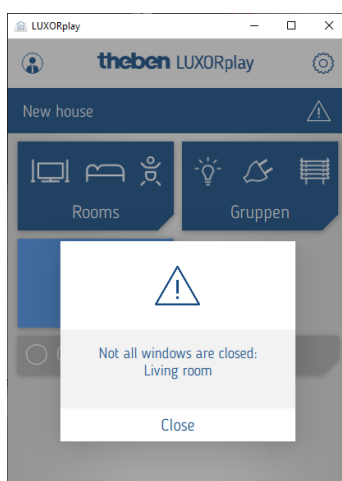 LUXORplay
theben LUXORplay
New house
Rooms
Gruppen
Not all windows are closed:
Living room
Close